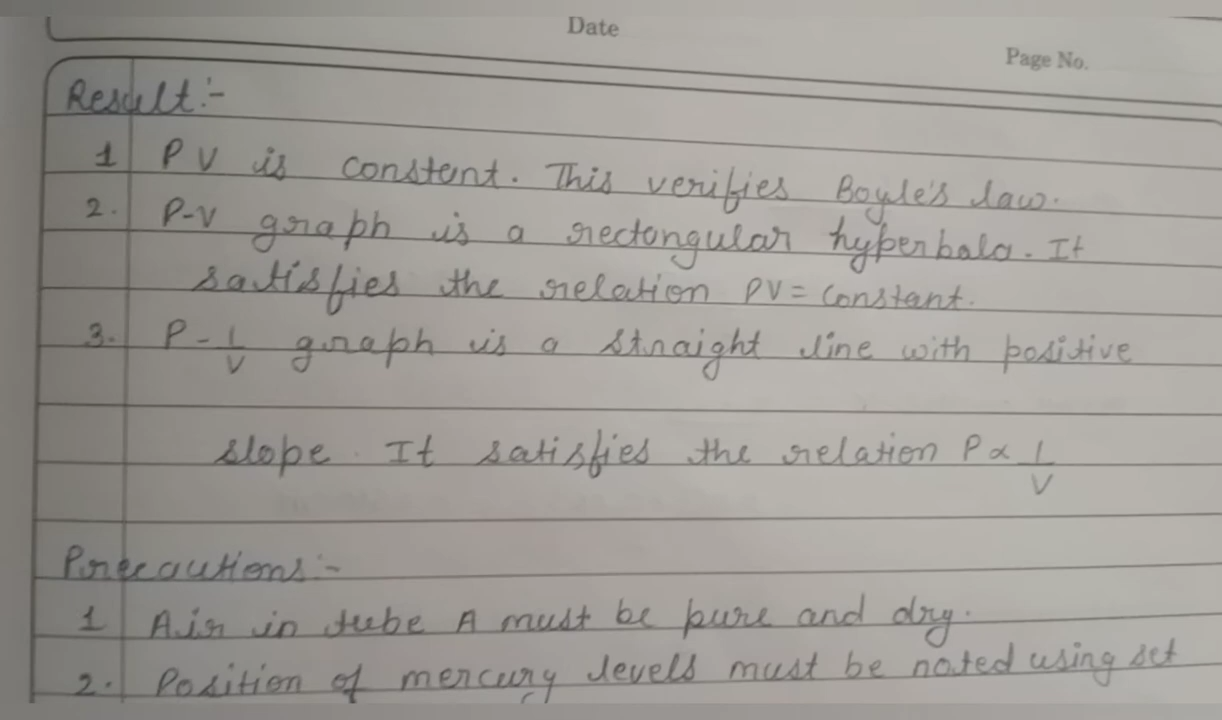 Date
Page No.
Result:-
1 PV is constant. This verifies Boyle's law.
2. P-V graph is a rectangular hyperbola. It
satisfies the relation PV = constant.
3. P - 1/V graph is a straight line with positive
slope. It satisfies the relation P ∝ 1/V
Precautions:-
1 Air in tube A must be pure and dry.
2. Position of mercury levels must be noted using set